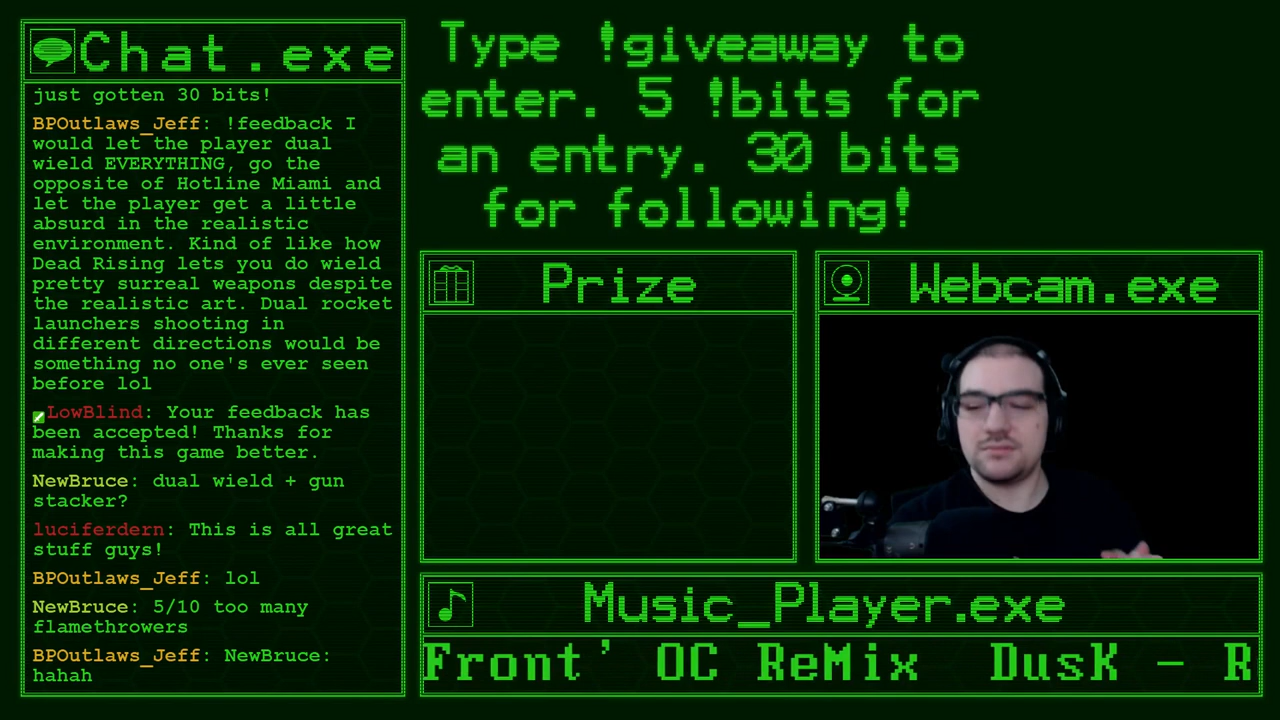 Chat.exe
just gotten 30 bits!
BPOutlaws_Jeff: !feedback I
would let the player dual
wield EVERYTHING, go the
opposite of Hotline Miami and
let the player get a little
absurd in the realistic
environment. Kind of like how
Dead Rising lets you do wield
pretty surreal weapons despite
the realistic art. Dual rocket
launchers shooting in
different directions would be
something no one's ever seen
before lol
LowBlind: Your feedback has
been accepted! Thanks for
making this game better.
NewBruce: dual wield + gun
stacker?
luciferdern: This is all great
stuff guys!
BPOutlaws_Jeff: lol
NewBruce: 5/10 too many
flamethrowers
BPOutlaws_Jeff: NewBruce:
hahah
Type !giveaway to
enter. 5 !bits for
an entry. 30 bits
for following!
Prize
Webcam.exe
Music_Player.exe
Front' OC ReMix DusK - R